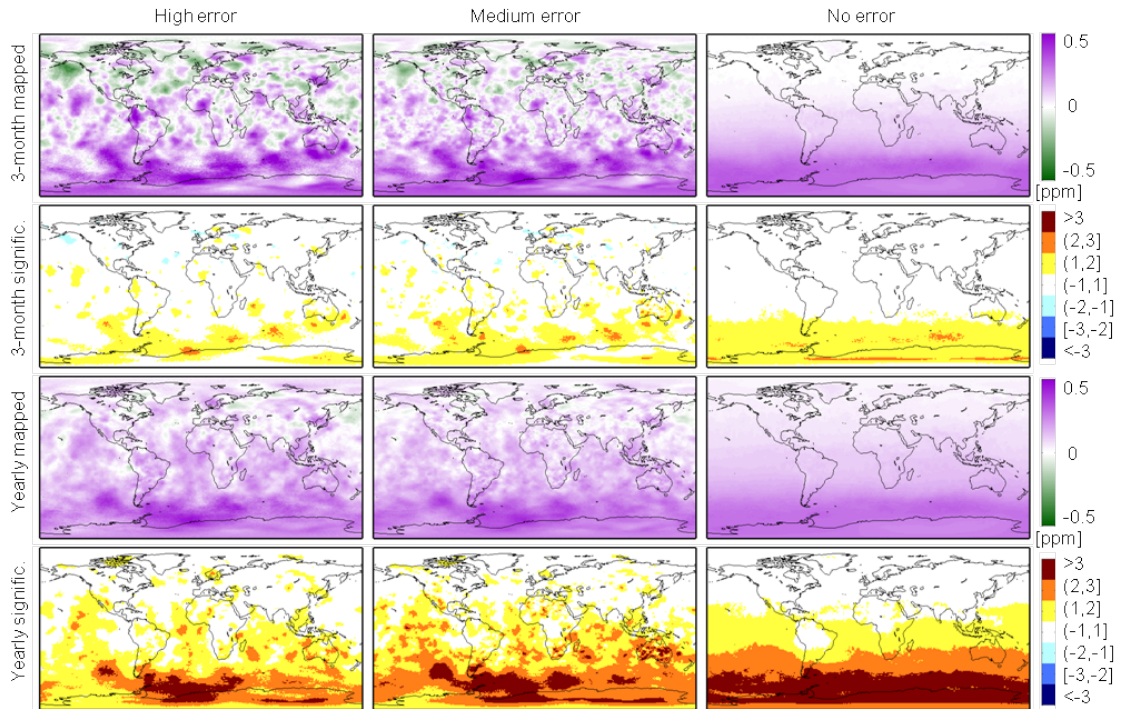 High error
Medium error
No error
3-month mapped
0.5
0
-0.5
[ppm]
3-month signific.
>3
(2,3]
(1,2]
(-1,1]
(-2,-1]
[-3,-2]
<-3
Yearly mapped
0.5
0
-0.5
[ppm]
Yearly signific.
>3
(2,3]
(1,2]
(-1,1]
(-2,-1]
[-3,-2]
<-3